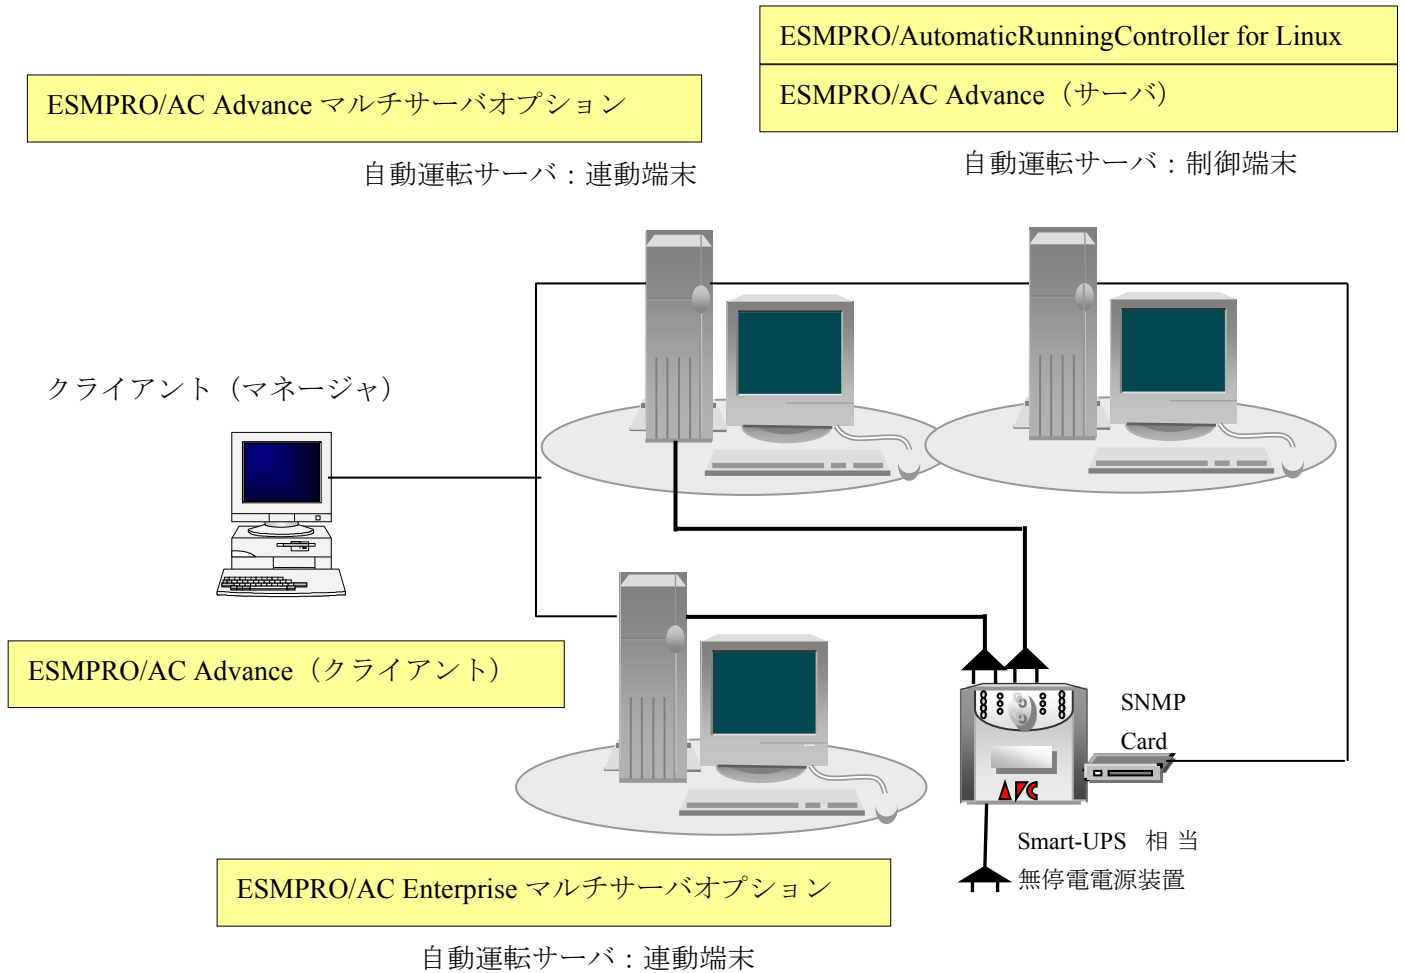 ESMPRO/AutomaticRunningController for Linux
ESMPRO/AC Advance マルチサーバオプション
ESMPRO/AC Advance（サーバ）
自動運転サーバ：連動端末
自動運転サーバ：制御端末
クライアント（マネージャ）
ESMPRO/AC Advance（クライアント）
SNMP
Card
APC
Smart-UPS 相 当
無停電電源装置
ESMPRO/AC Enterprise マルチサーバオプション
自動運転サーバ：連動端末